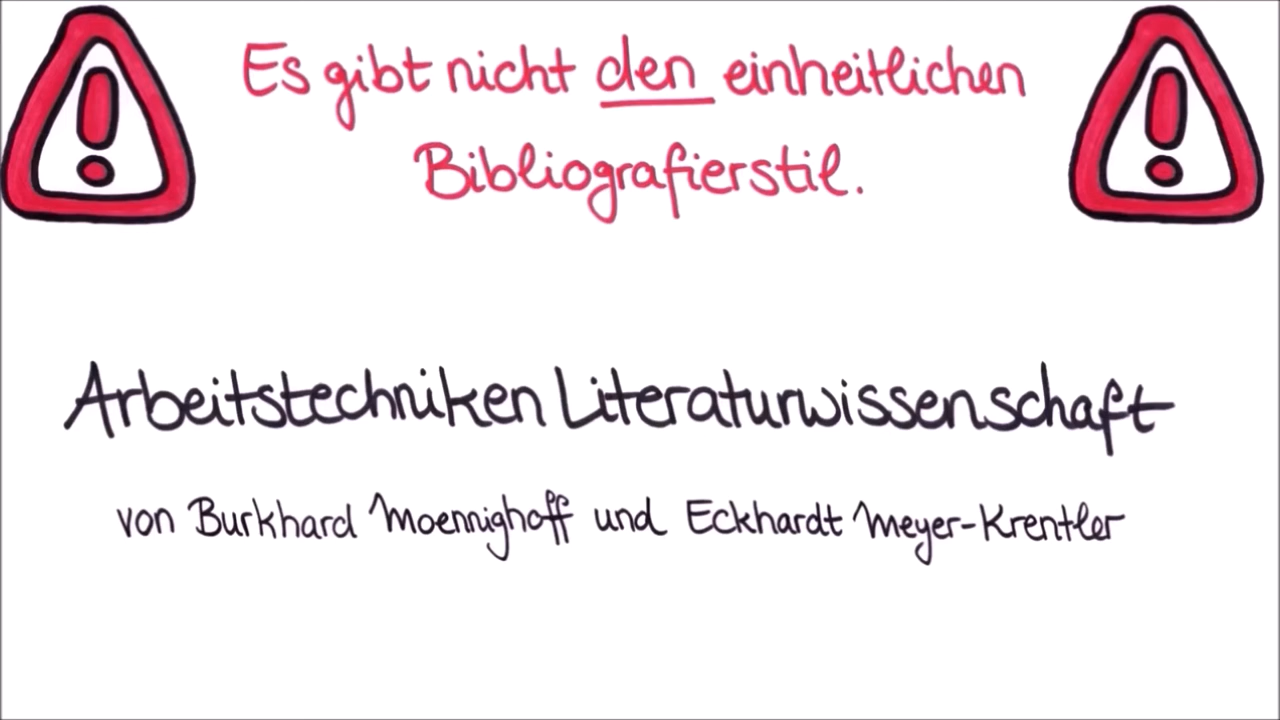 Es gibt nicht den einheitlichen
Bibliografierstil.
Arbeitstechniken Literaturwissenschaft
von Burkhard Moennighoff und Eckhardt Meyer-Krentler